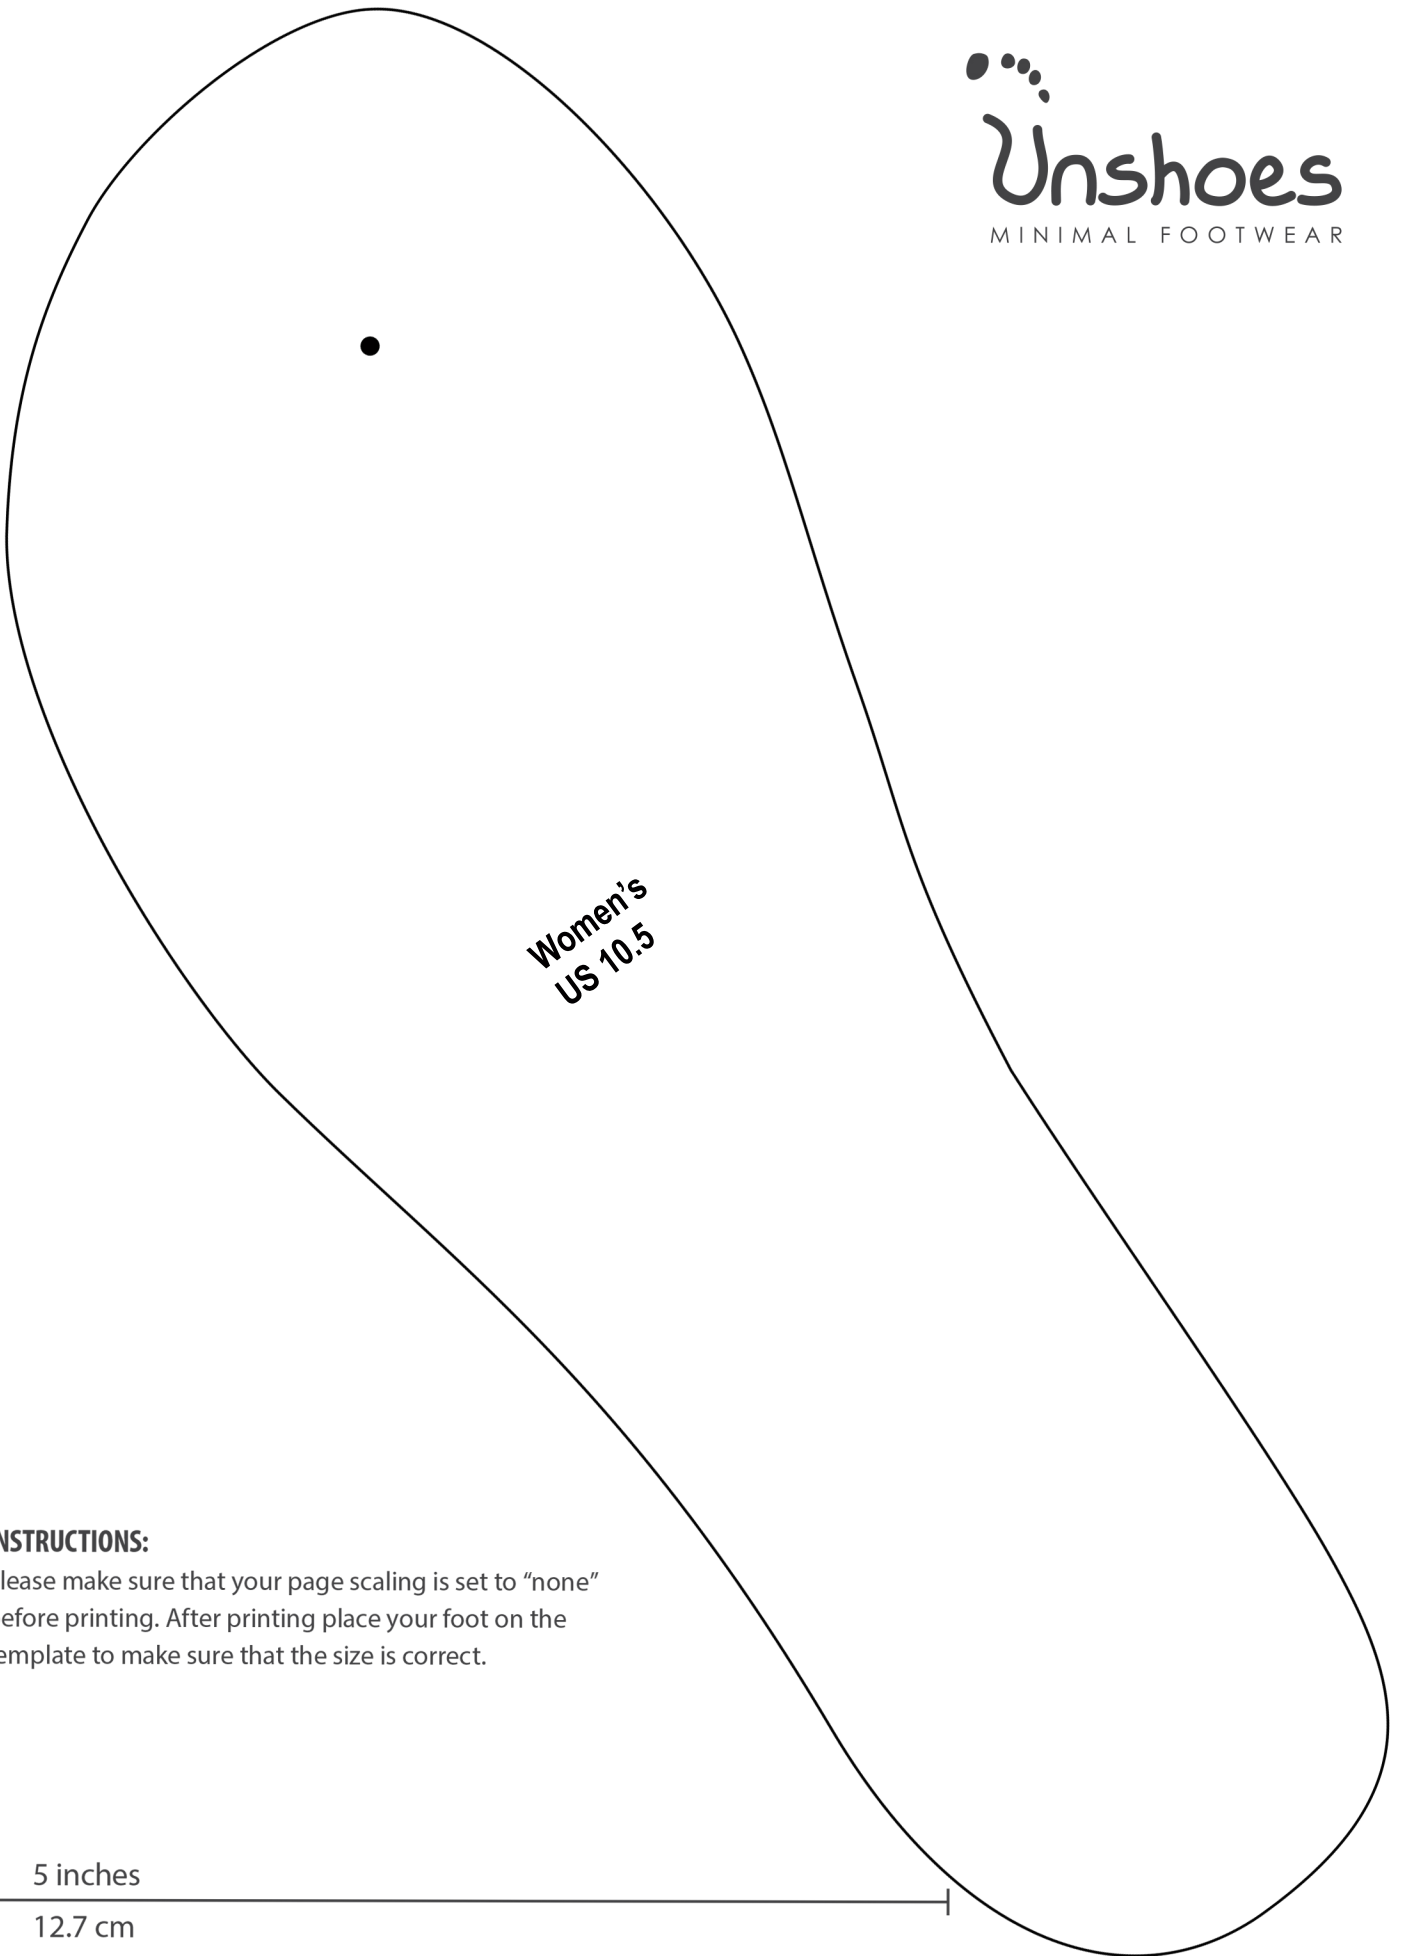 Unshoes
MINIMAL FOOTWEAR
Women’s
US 10.5
NSTRUCTIONS:
lease make sure that your page scaling is set to “none”
efore printing. After printing place your foot on the
emplate to make sure that the size is correct.
5 inches
12.7 cm